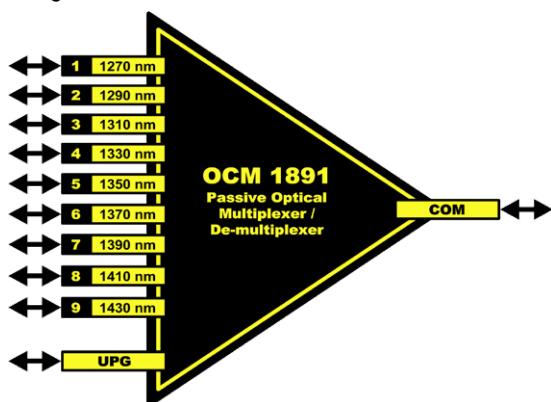 1 1270 nm
2 1290 nm
3 1310 nm
4 1330 nm
5 1350 nm
6 1370 nm
7 1390 nm
8 1410 nm
9 1430 nm
UPG
OCM 1891
Passive Optical
Multiplexer /
De-multiplexer
COM